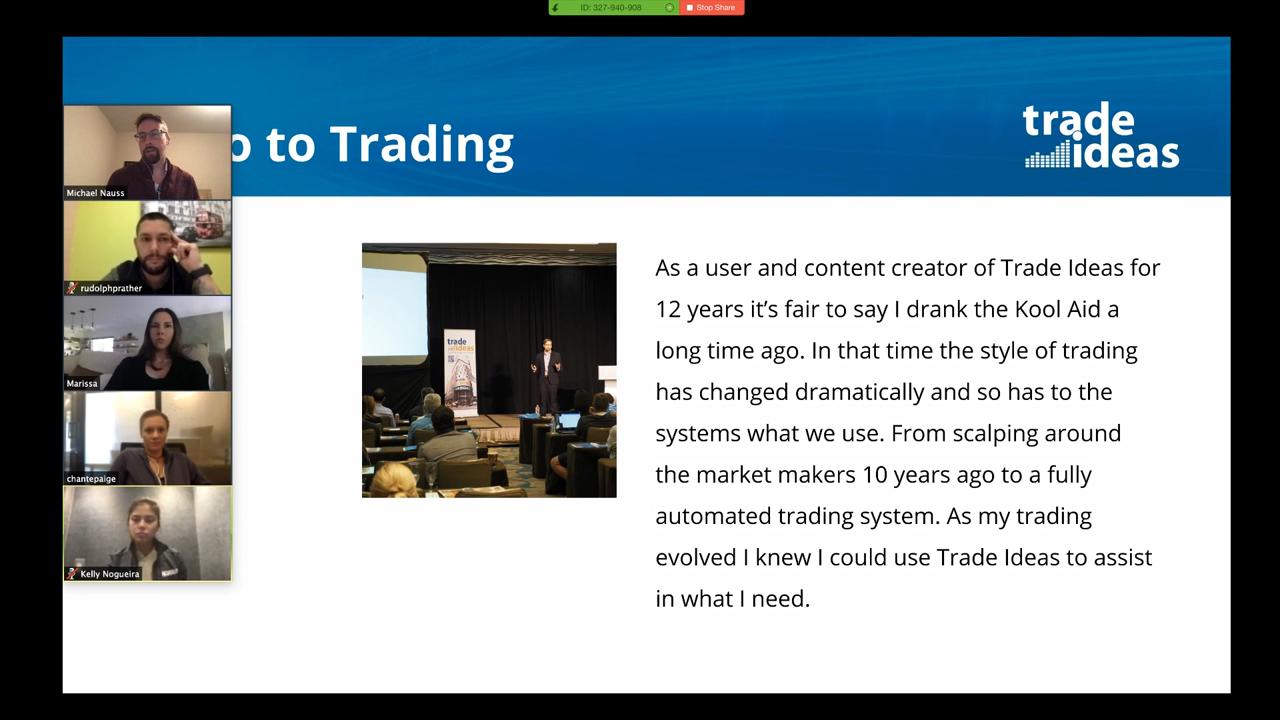 ID: 327-940-908
Stop Share
to Trading
trade
ideas
Michael Nauss
rudolphprather
Marissa
chantepaige
Kelly Nogueira
trade
ideas
As a user and content creator of Trade Ideas for
12 years it’s fair to say I drank the Kool Aid a
long time ago. In that time the style of trading
has changed dramatically and so has to the
systems what we use. From scalping around
the market makers 10 years ago to a fully
automated trading system. As my trading
evolved I knew I could use Trade Ideas to assist
in what I need.